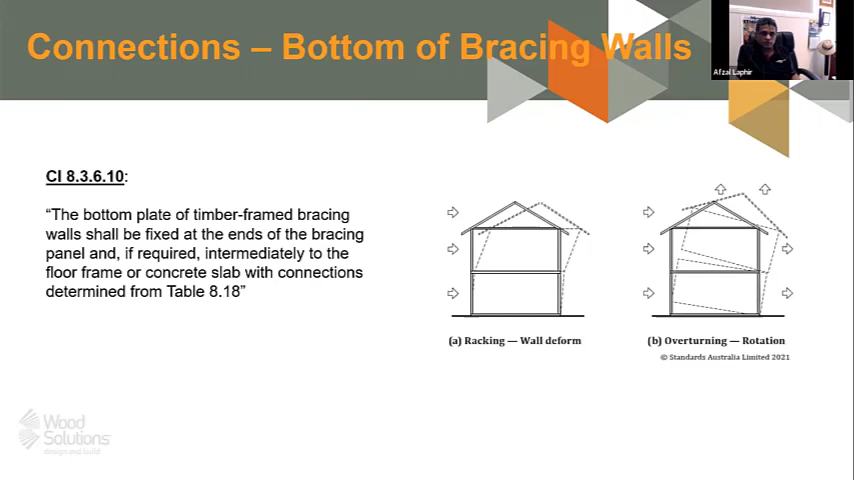 Connections – Bottom of Bracing Walls
Afzal Laphir
Cl 8.3.6.10:
“The bottom plate of timber-framed bracing
walls shall be fixed at the ends of the bracing
panel and, if required, intermediately to the
floor frame or concrete slab with connections
determined from Table 8.18”
(a) Racking — Wall deform
(b) Overturning — Rotation
© Standards Australia Limited 2021
Wood
Solutions
design and build